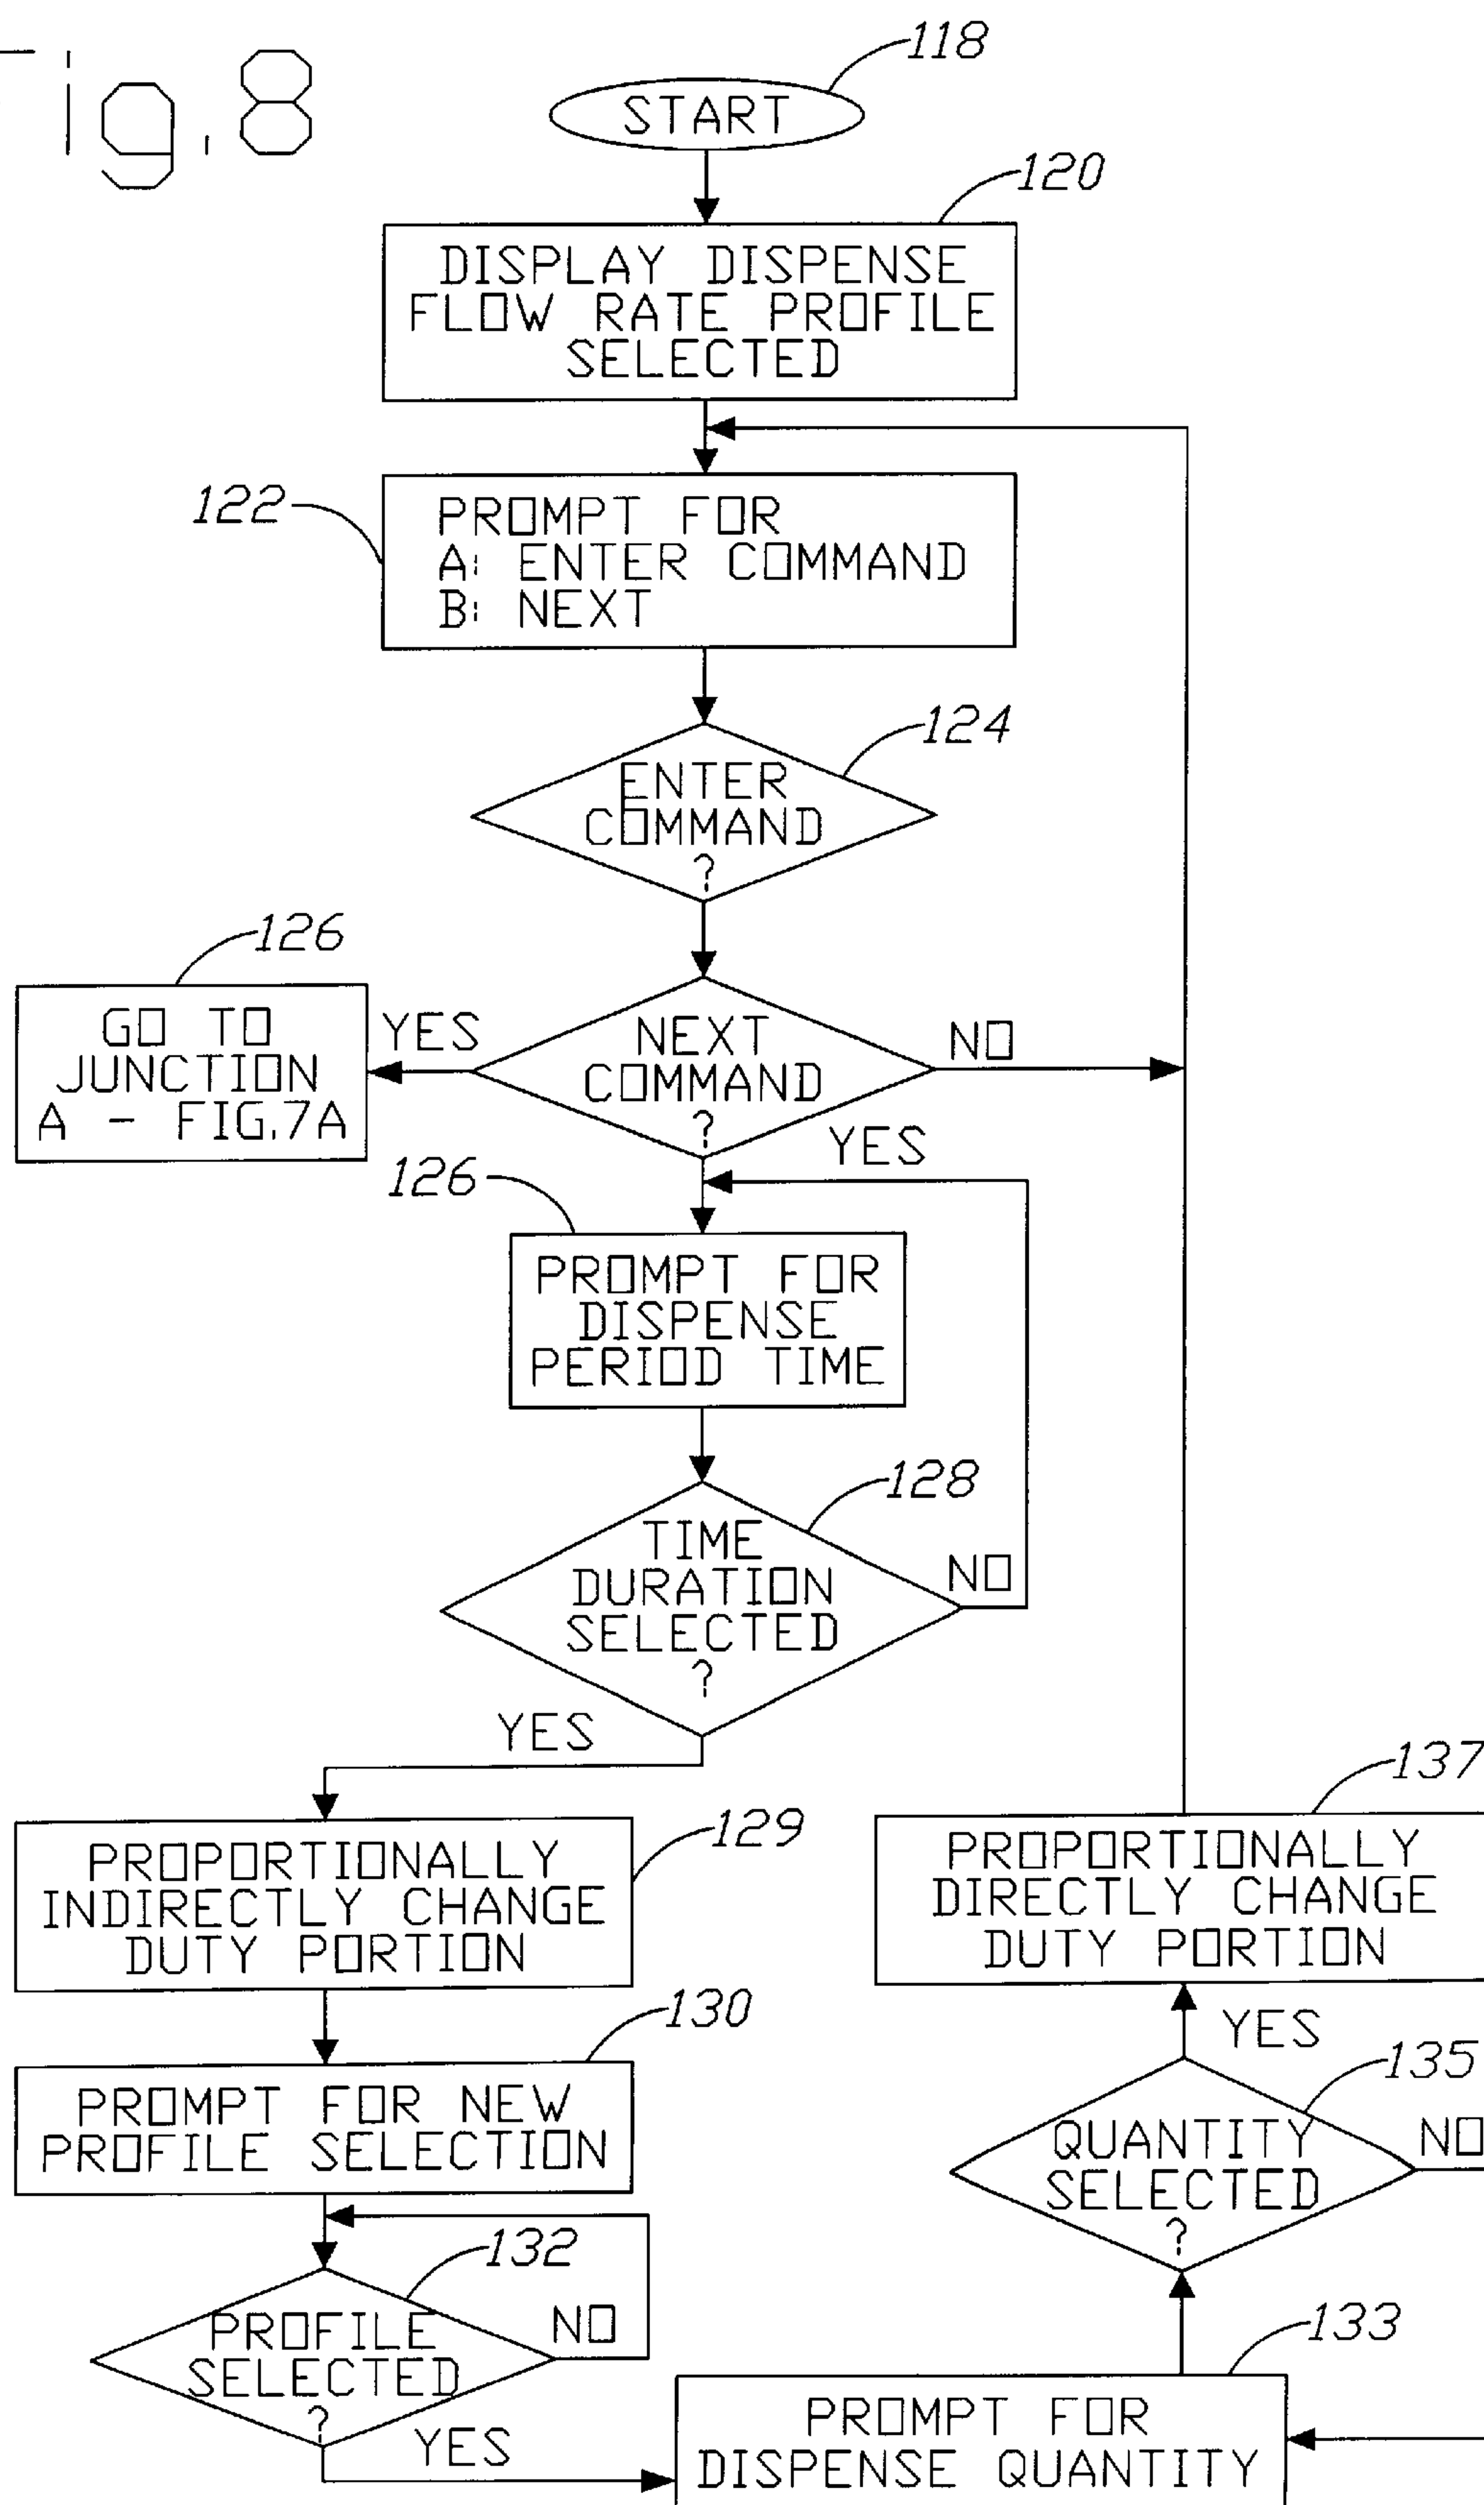 Fig.8
118
START
120
DISPLAY DISPENSE
FLOW RATE PROFILE
SELECTED
122
PROMPT FOR
A: ENTER COMMAND
B: NEXT
124
ENTER
COMMAND
?
126
GO TO
JUNCTION
A - FIG.7A
YES
NEXT
COMMAND
?
NO
YES
126
PROMPT FOR
DISPENSE
PERIOD TIME
128
TIME
DURATION
SELECTED
?
NO
YES
129
PROPORTIONALLY
INDIRECTLY CHANGE
DUTY PORTION
137
PROPORTIONALLY
DIRECTLY CHANGE
DUTY PORTION
130
PROMPT FOR NEW
PROFILE SELECTION
YES
135
QUANTITY
SELECTED
?
NO
132
PROFILE
SELECTED
?
NO
YES
133
PROMPT FOR
DISPENSE QUANTITY